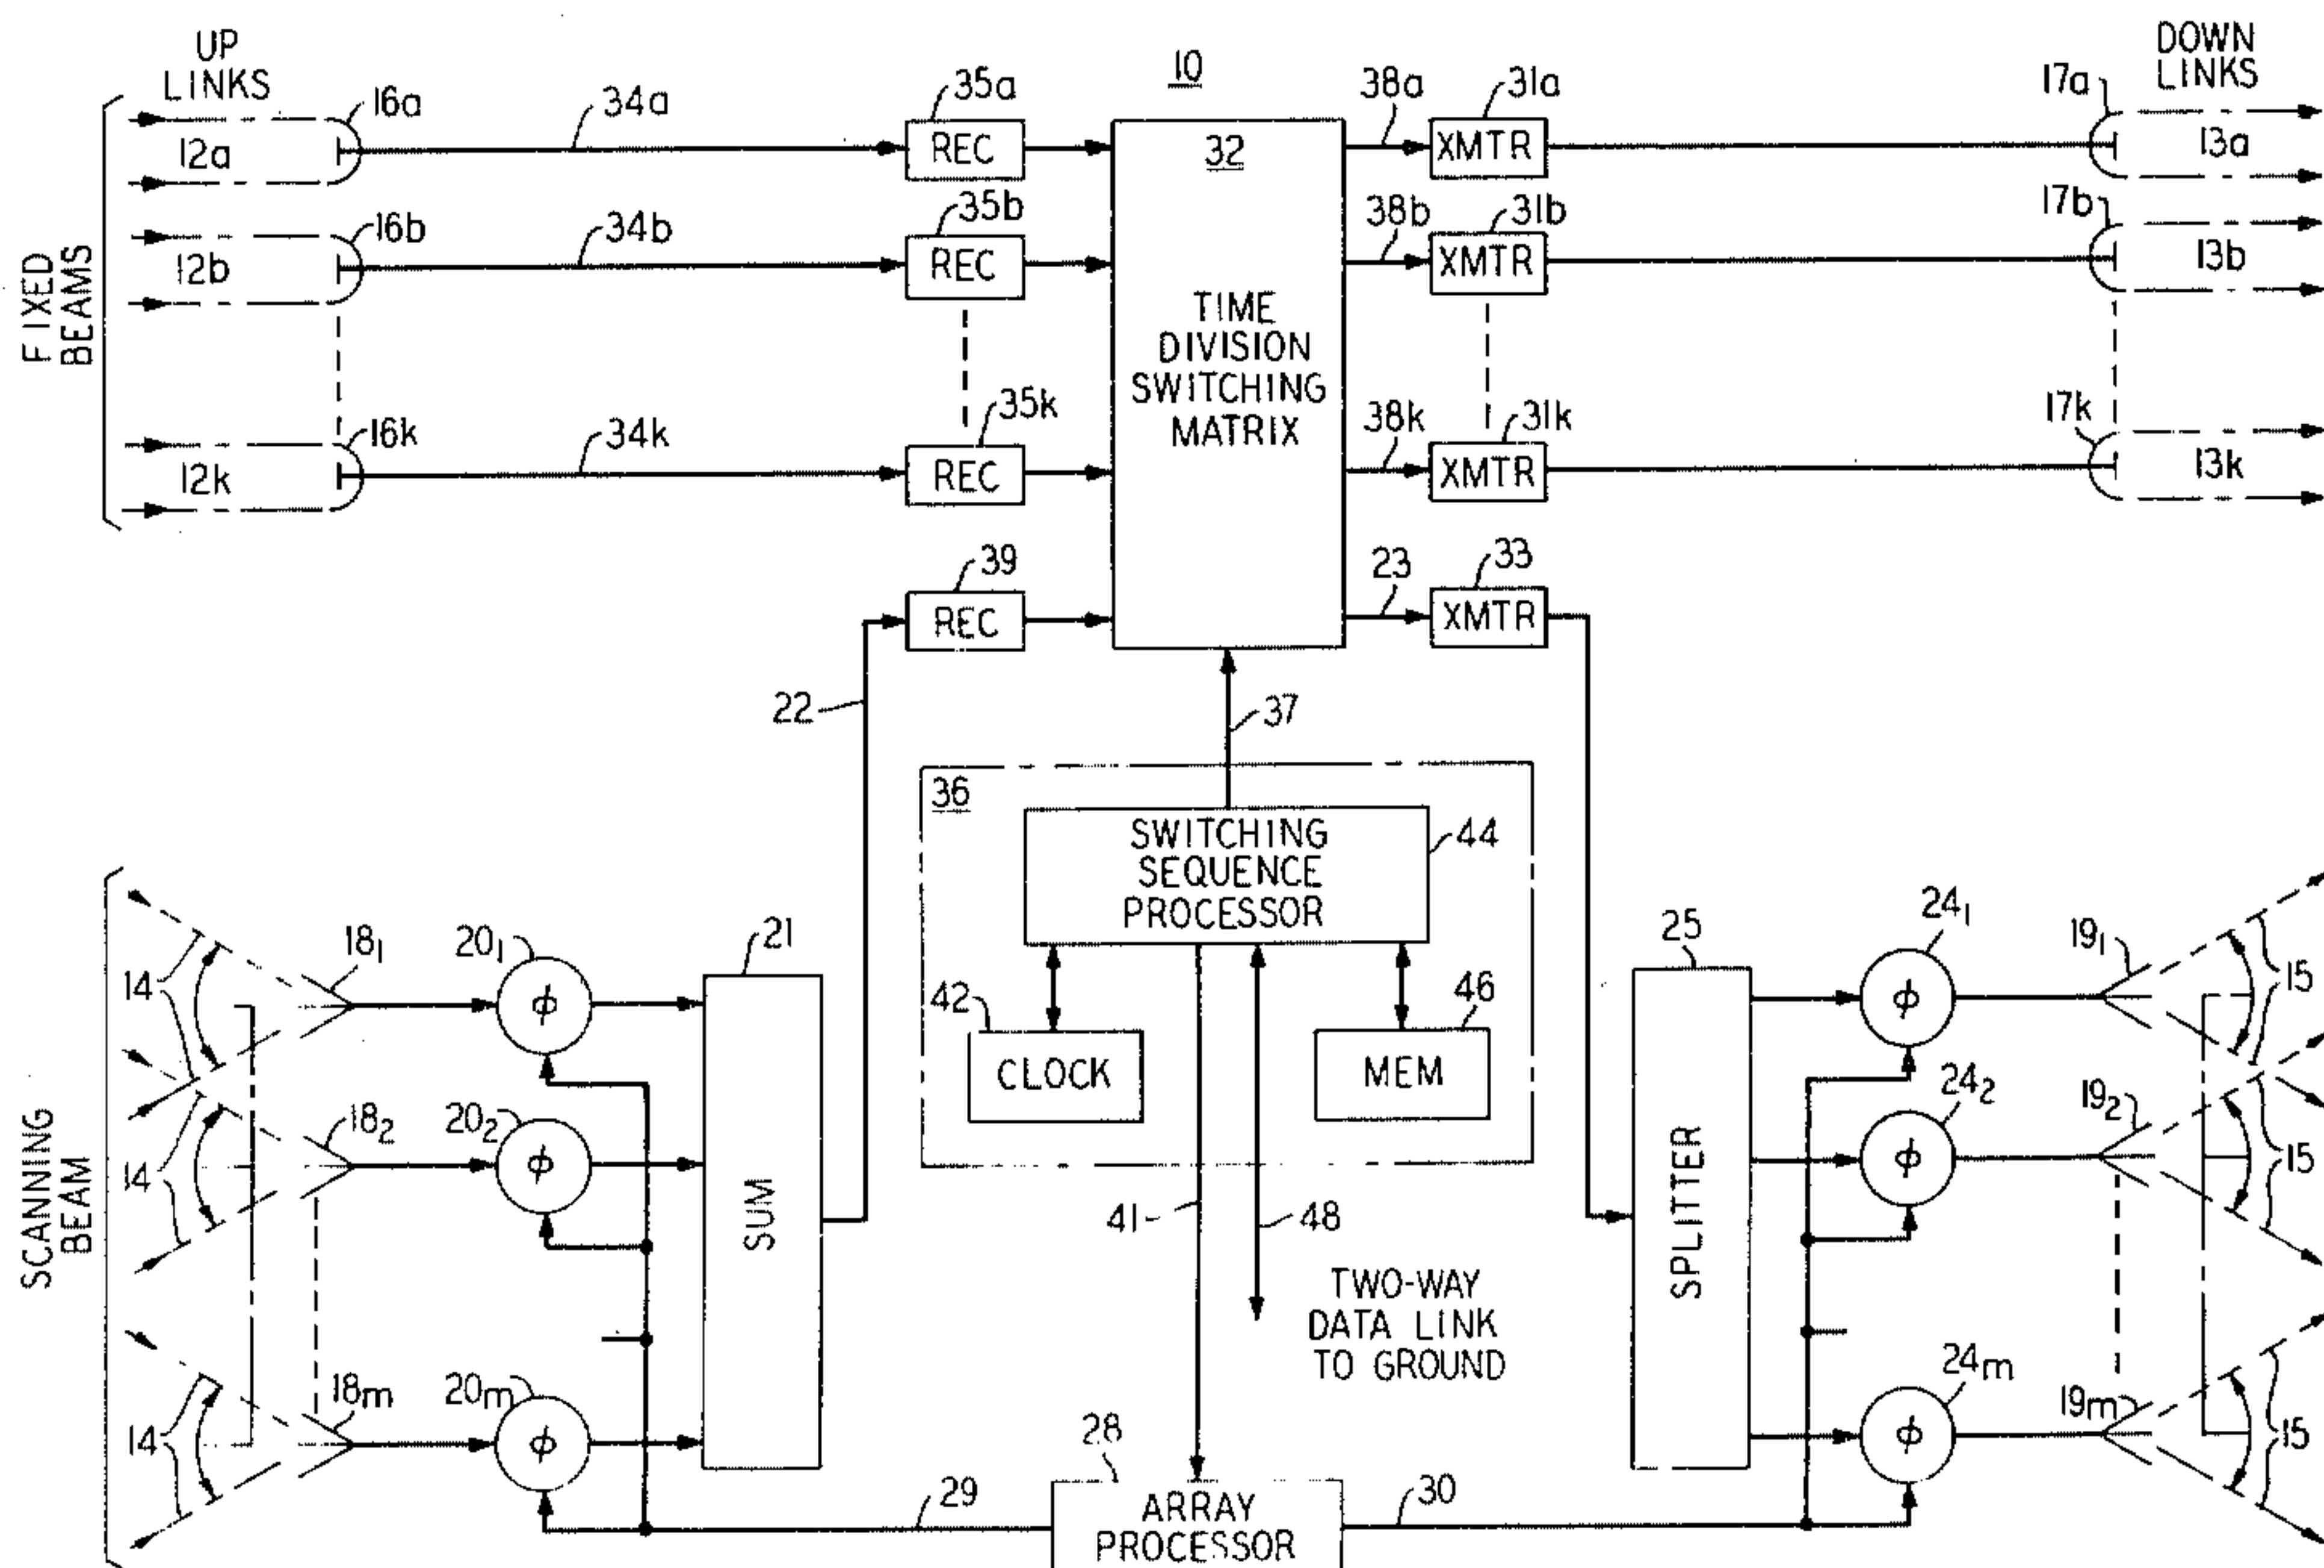 UP
LINKS
10
DOWN
LINKS
16a
34a
35a
38a
31a
17a
12a
REC
32
XMTR
13a
FIXED
BEAMS
16b
34b
35b
38b
31b
17b
12b
REC
XMTR
13b
TIME
DIVISION
SWITCHING
MATRIX
16k
34k
35k
38k
31k
17k
12k
REC
XMTR
13k
39
23
33
REC
XMTR
22
37
36
SWITCHING
SEQUENCE
PROCESSOR
44
42
CLOCK
46
MEM
41
48
TWO-WAY
DATA LINK
TO GROUND
SCANNING
BEAM
14
18₁
20₁
ϕ
21
SUM
14
18₂
20₂
ϕ
14
18m
20m
ϕ
25
SPLITTER
24₁
ϕ
19₁
15
24₂
ϕ
19₂
15
24m
ϕ
19m
15
28
29
ARRAY
PROCESSOR
30